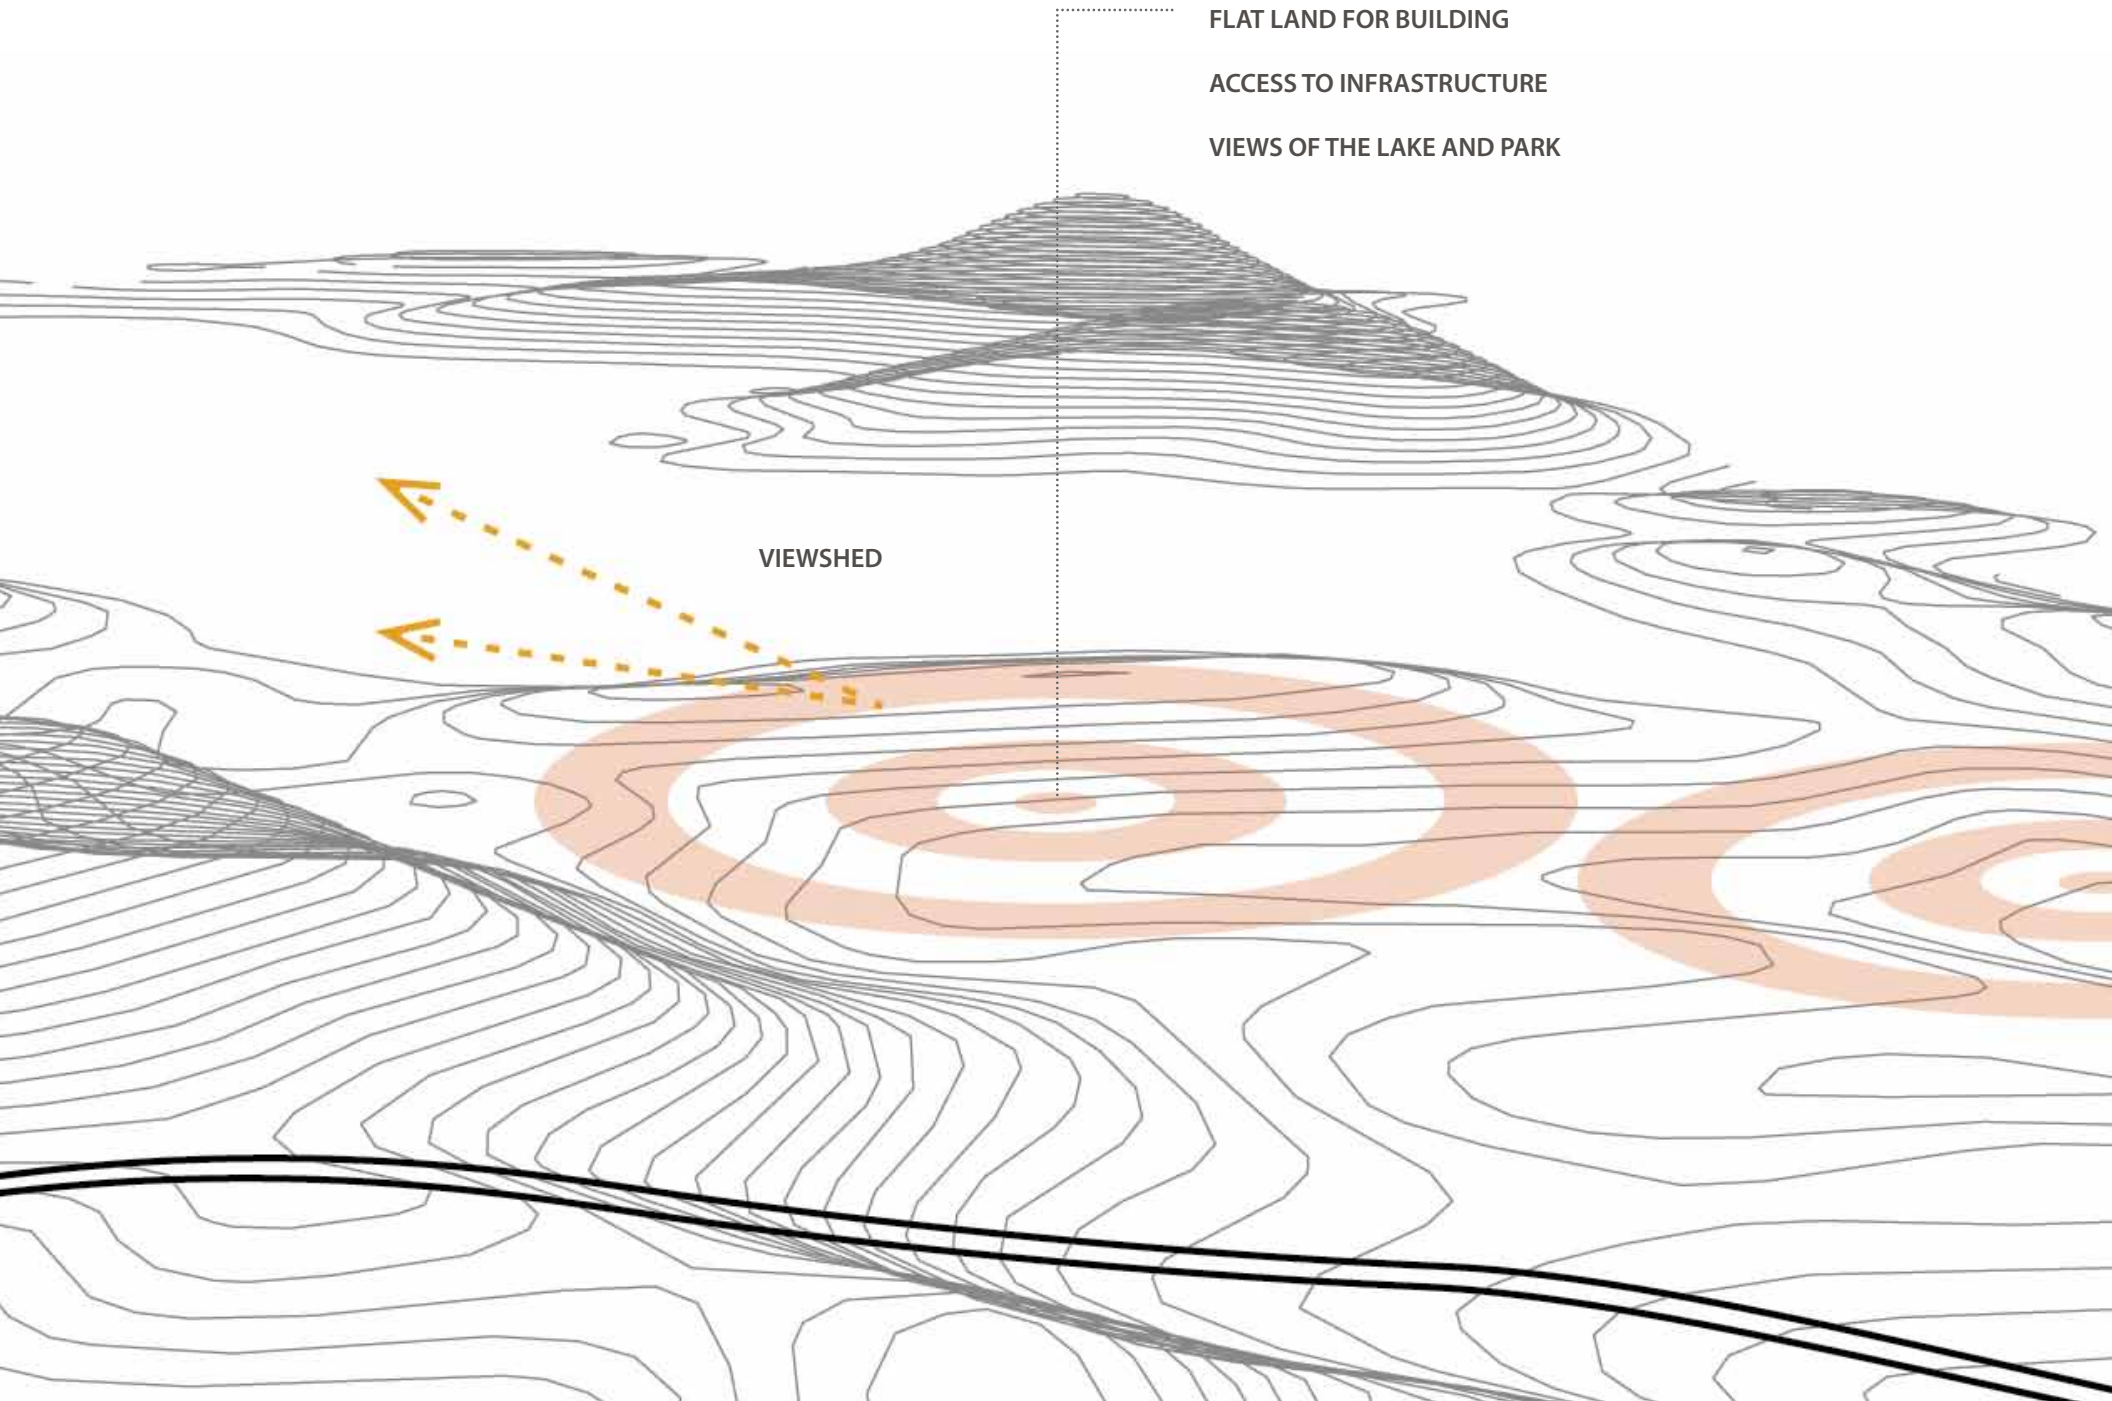 FLAT LAND FOR BUILDING
ACCESS TO INFRASTRUCTURE
VIEWS OF THE LAKE AND PARK
VIEWSHED